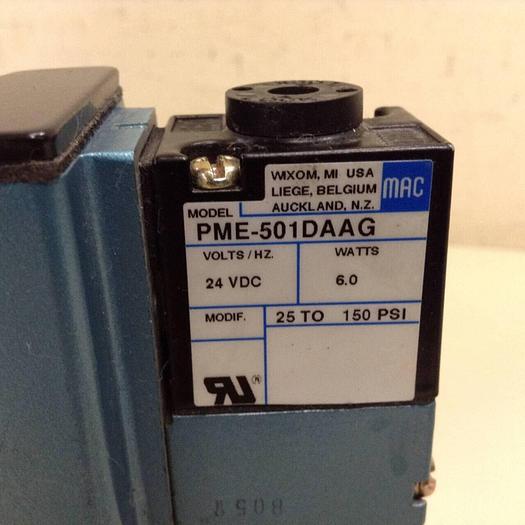 WIXOM, MI USA
LIEGE, BELGIUM
AUCKLAND, N.Z.
MAC
MODEL
PME-501DAAG
VOLTS/HZ.
WATTS
24 VDC
6.0
MODIF.
25 TO 150 PSI
RU®